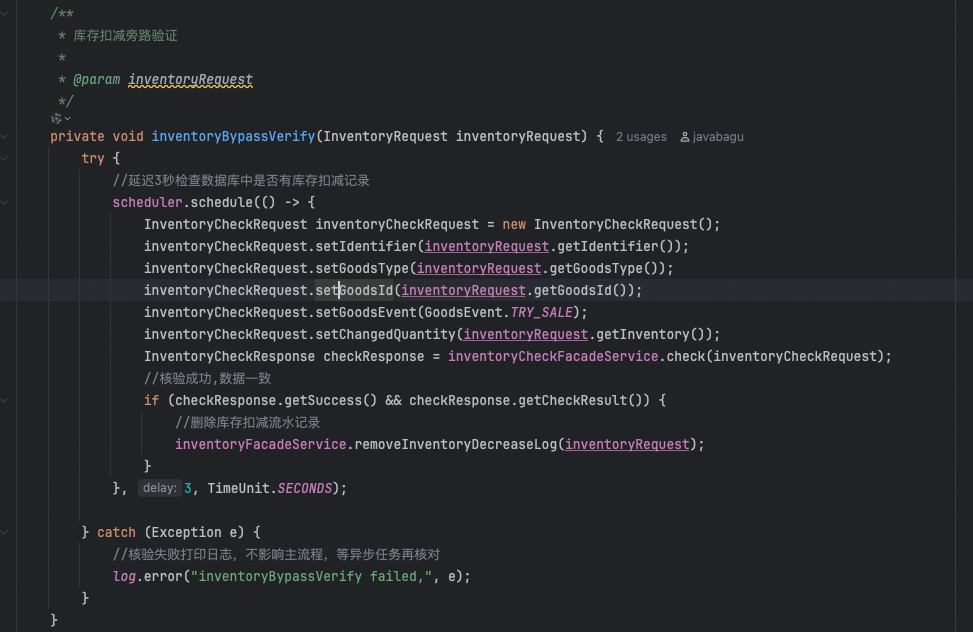 /**
 * 库存扣减旁路验证
 *
 * @param inventoryRequest
 */
private void inventoryBypassVerify(InventoryRequest inventoryRequest) { 2 usages javabagu
    try {
        //延迟3秒检查数据库中是否有库存扣减记录
        scheduler.schedule(() -> {
            InventoryCheckRequest inventoryCheckRequest = new InventoryCheckRequest();
            inventoryCheckRequest.setIdentifier(inventoryRequest.getIdentifier());
            inventoryCheckRequest.setGoodsType(inventoryRequest.getGoodsType());
            inventoryCheckRequest.setGoodsId(inventoryRequest.getGoodsId());
            inventoryCheckRequest.setGoodsEvent(GoodsEvent.TRY_SALE);
            inventoryCheckRequest.setChangedQuantity(inventoryRequest.getInventory());
            InventoryCheckResponse checkResponse = inventoryCheckFacadeService.check(inventoryCheckRequest);
            //核验成功,数据一致
            if (checkResponse.getSuccess() && checkResponse.getCheckResult()) {
                //删除库存扣减流水记录
                inventoryFacadeService.removeInventoryDecreaseLog(inventoryRequest);
            }
        }, delay: 3, TimeUnit.SECONDS);
    } catch (Exception e) {
        //核验失败打印日志，不影响主流程，等异步任务再核对
        log.error("inventoryBypassVerify failed,", e);
    }
}